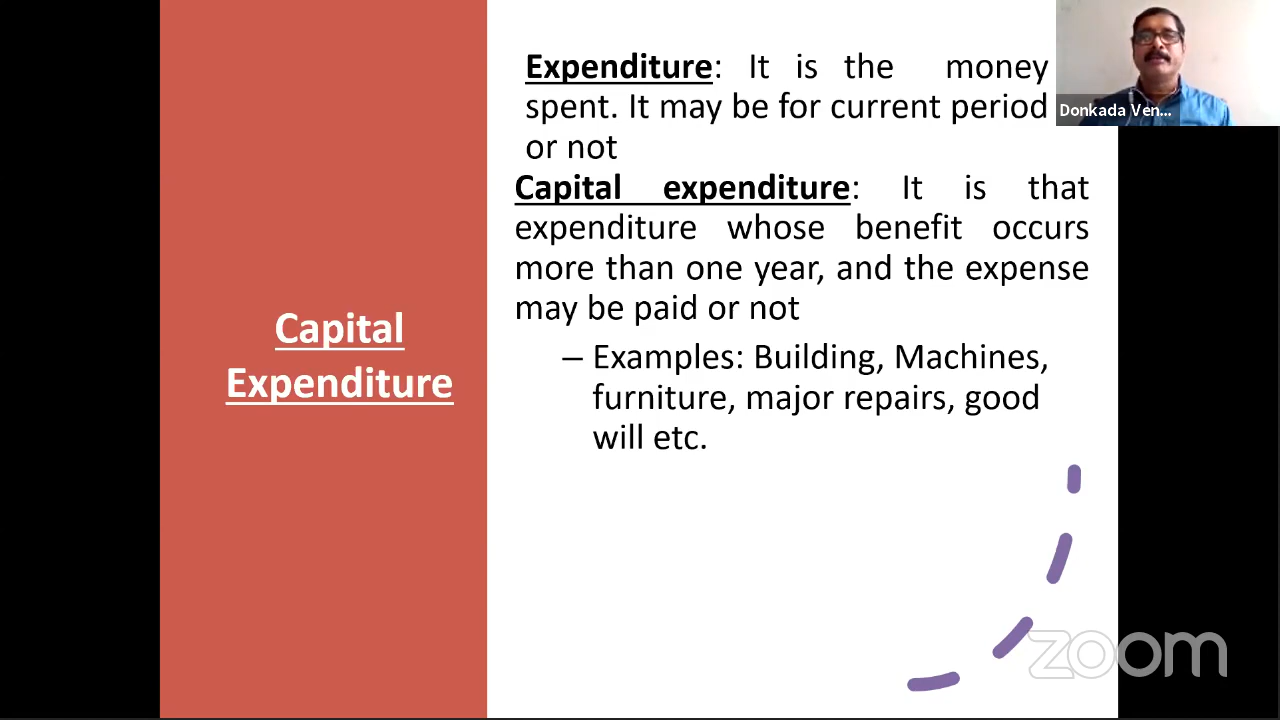 Capital
Expenditure
Expenditure: It is the money
spent. It may be for current period
or not
Capital expenditure: It is that
expenditure whose benefit occurs
more than one year, and the expense
may be paid or not
– Examples: Building, Machines,
furniture, major repairs, good
will etc.
Donkada Ven...
zoom